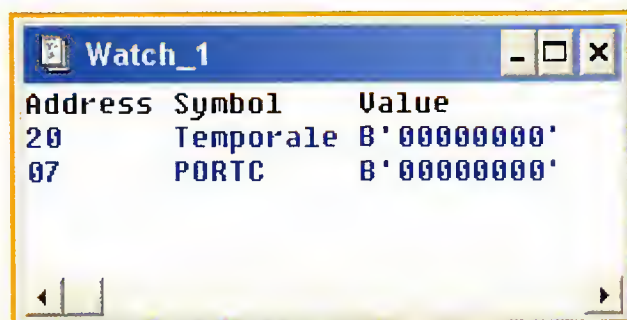 Watch_1
Address Symbol Value
20 Temporale B'00000000'
07 PORTC B'00000000'